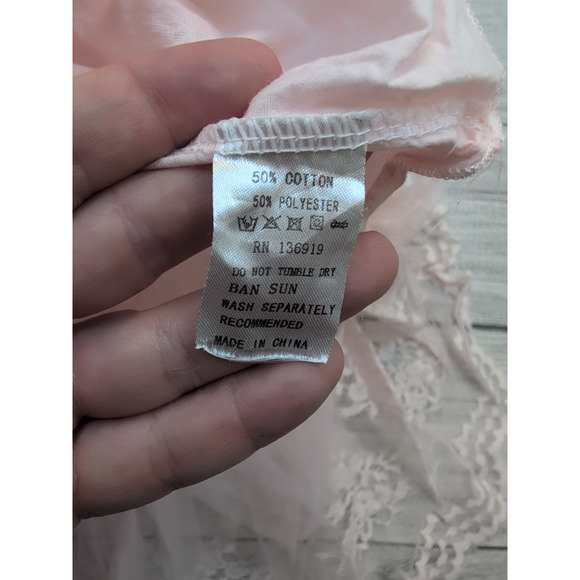 50% COTTON
50% POLYESTER
RN 136919
DO NOT TUMBLE DRY
BAN SUN
WASH SEPARATELY
RECOMMENDED
MADE IN CHINA